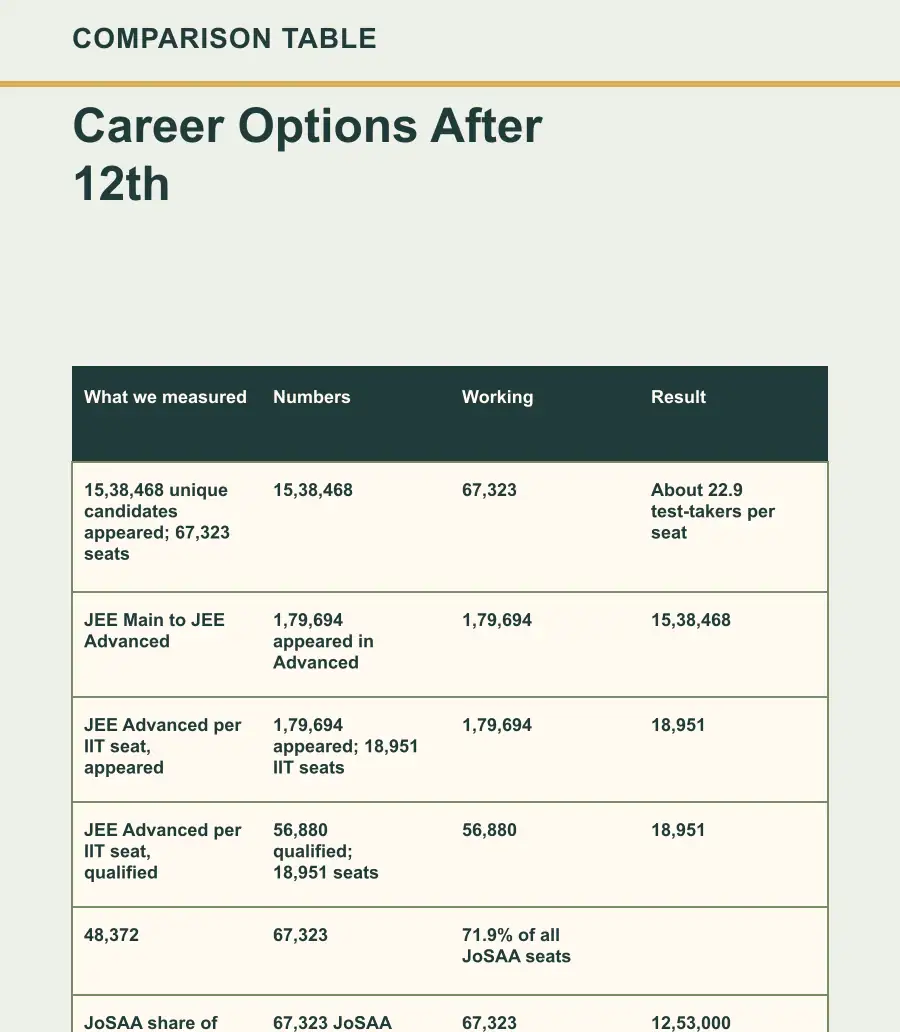 COMPARISON TABLE
Career Options After
12th
What we measured Numbers Working Result
15,38,468 unique
candidates
appeared; 67,323
seats
15,38,468
67,323
About 22.9
test-takers per
seat
JEE Main to JEE
Advanced
1,79,694
appeared in
Advanced
1,79,694
15,38,468
JEE Advanced per
IIT seat,
appeared
1,79,694
appeared; 18,951
IIT seats
1,79,694
18,951
JEE Advanced per
IIT seat,
qualified
56,880
qualified;
18,951 seats
56,880
18,951
48,372
67,323
71.9% of all
JoSAA seats
JoSAA share of
67,323 JoSAA
67,323
12,53,000